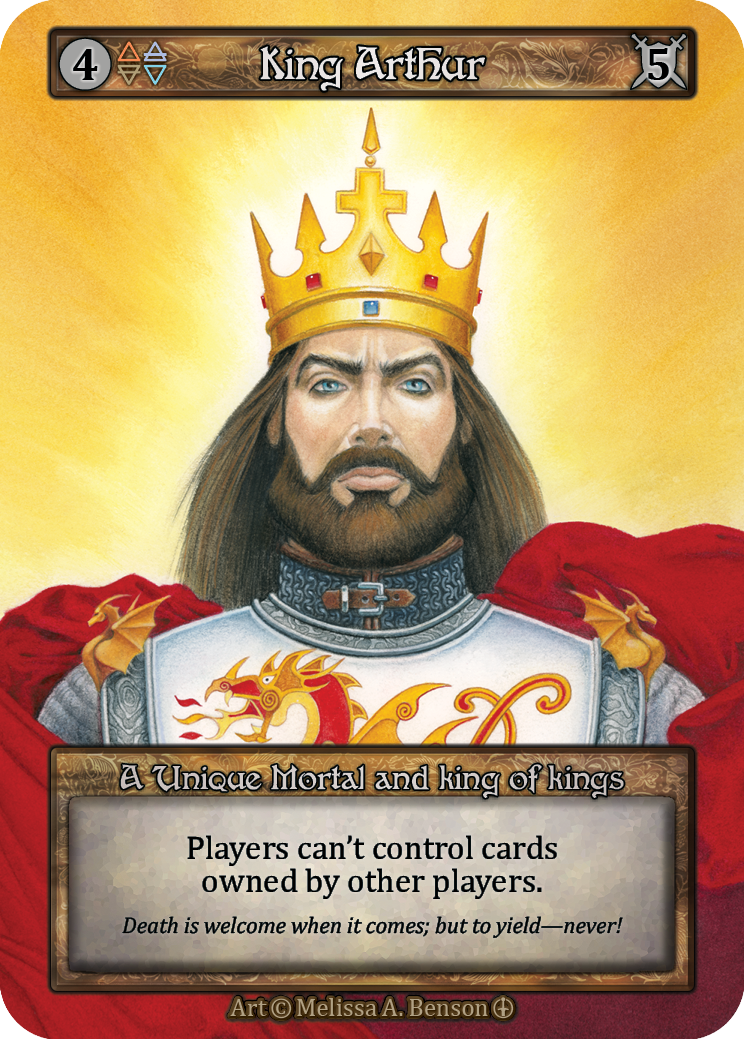 4
King Arthur
5
A Unique Mortal and king of kings
Players can't control cards
owned by other players.
Death is welcome when it comes; but to yield—never!
Art © Melissa A. Benson